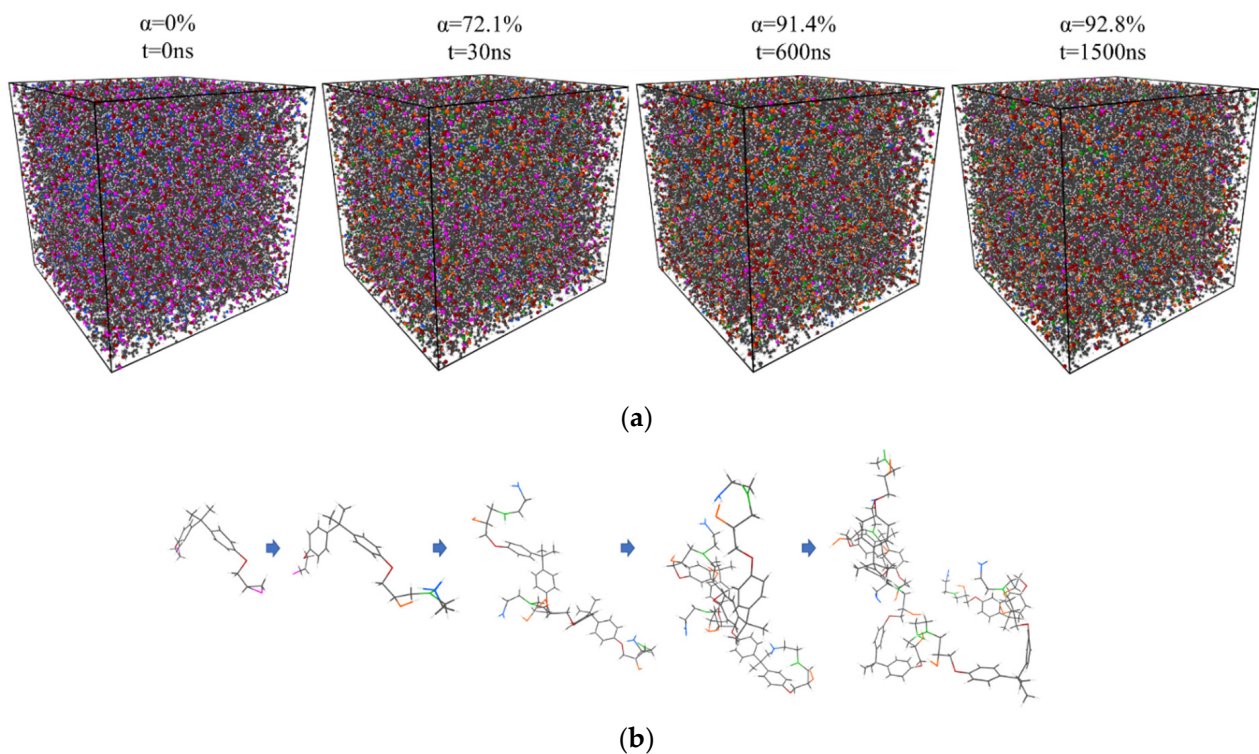 α=0%
t=0ns
α=72.1%
t=30ns
α=91.4%
t=600ns
α=92.8%
t=1500ns
(a)
(b)